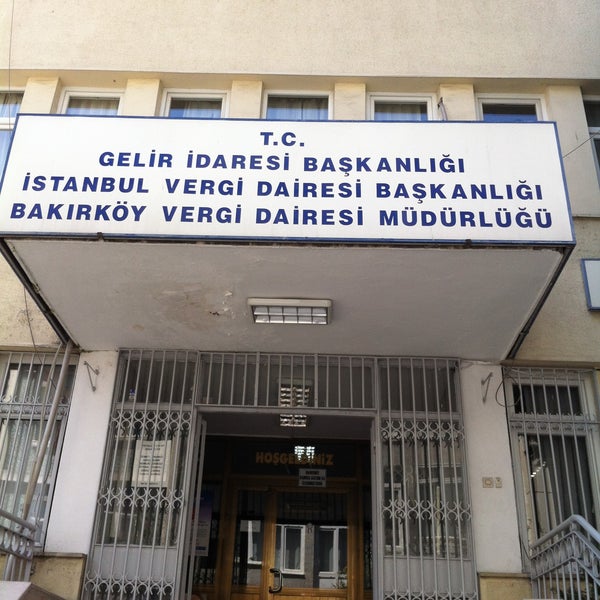 T.C.
GELİR İDARESİ BAŞKANLIĞI
İSTANBUL VERGİ DAİRESİ BAŞKANLIĞI
BAKIRKÖY VERGİ DAİRESİ MÜDÜRLÜĞÜ
HOŞGELDİNİZ